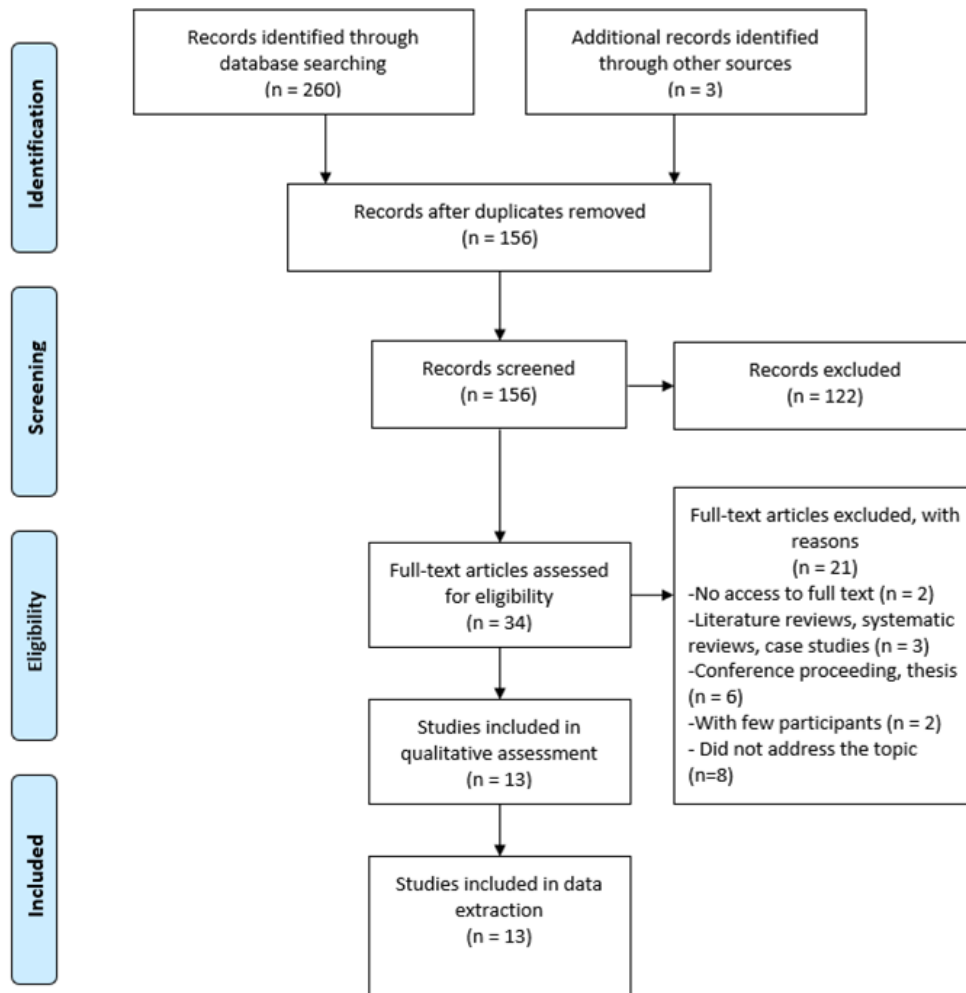 Identification
Records identified through
database searching
(n = 260)
Additional records identified
through other sources
(n = 3)
Records after duplicates removed
(n = 156)
Screening
Records screened
(n = 156)
Records excluded
(n = 122)
Eligibility
Full-text articles assessed
for eligibility
(n = 34)
Full-text articles excluded, with
reasons
(n = 21)
-No access to full text (n = 2)
-Literature reviews, systematic
reviews, case studies (n = 3)
-Conference proceeding, thesis
(n = 6)
-With few participants (n = 2)
- Did not address the topic
(n=8)
Studies included in
qualitative assessment
(n = 13)
Included
Studies included in data
extraction
(n = 13)